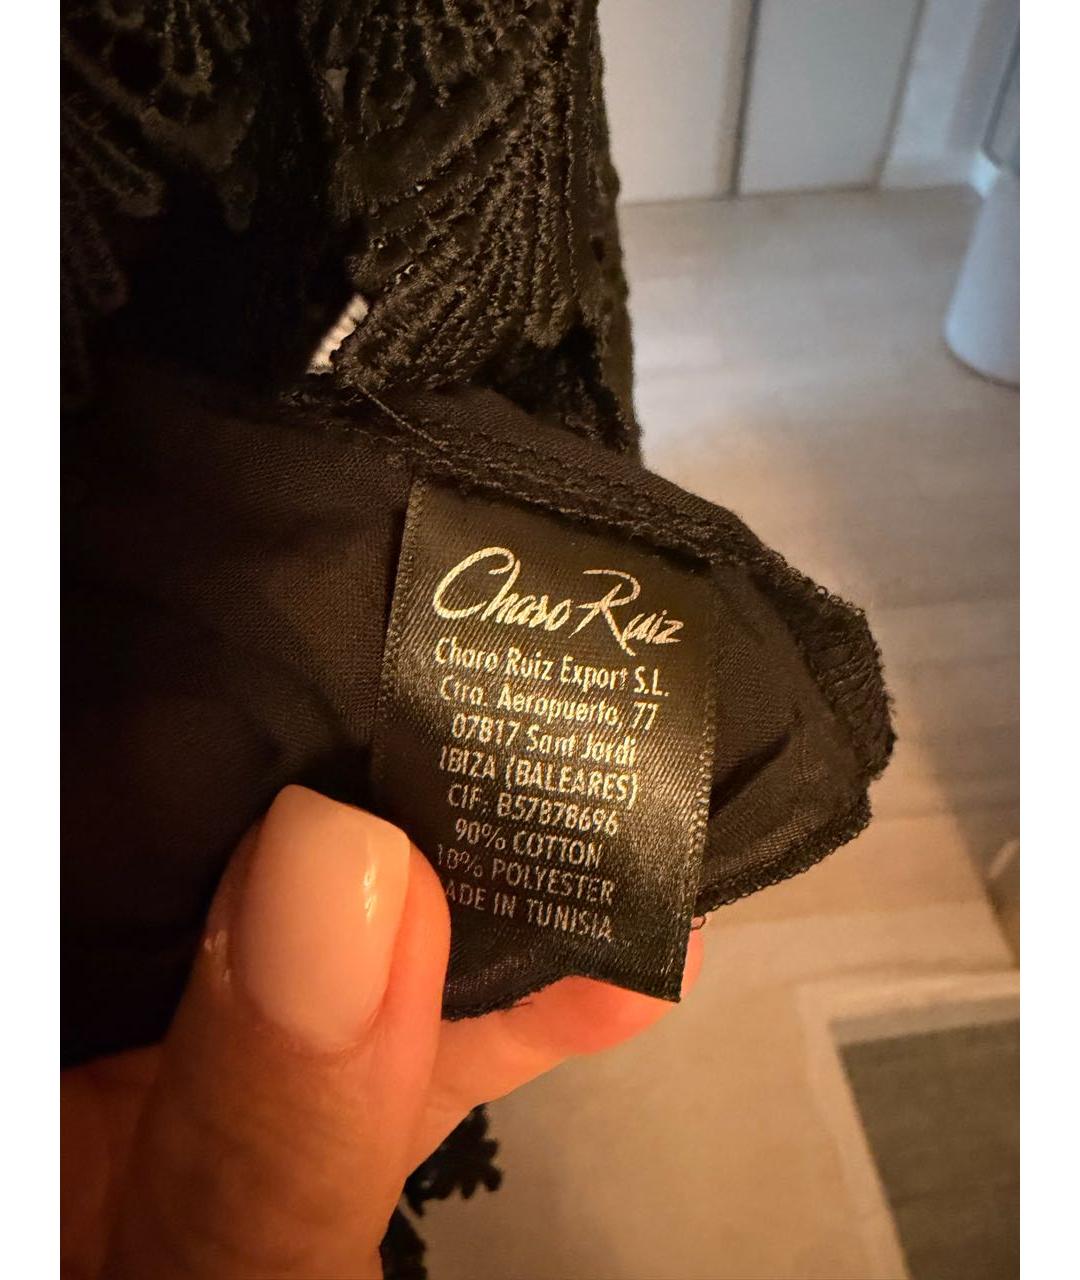 Charo Ruiz
Charo Ruiz Export S.L.
Ctra. Aeropuerto, 77
07817 Sant Jordi
IBIZA (BALEARES)
CIF: B57878696
90% COTTON
10% POLYESTER
ADE IN TUNISIA